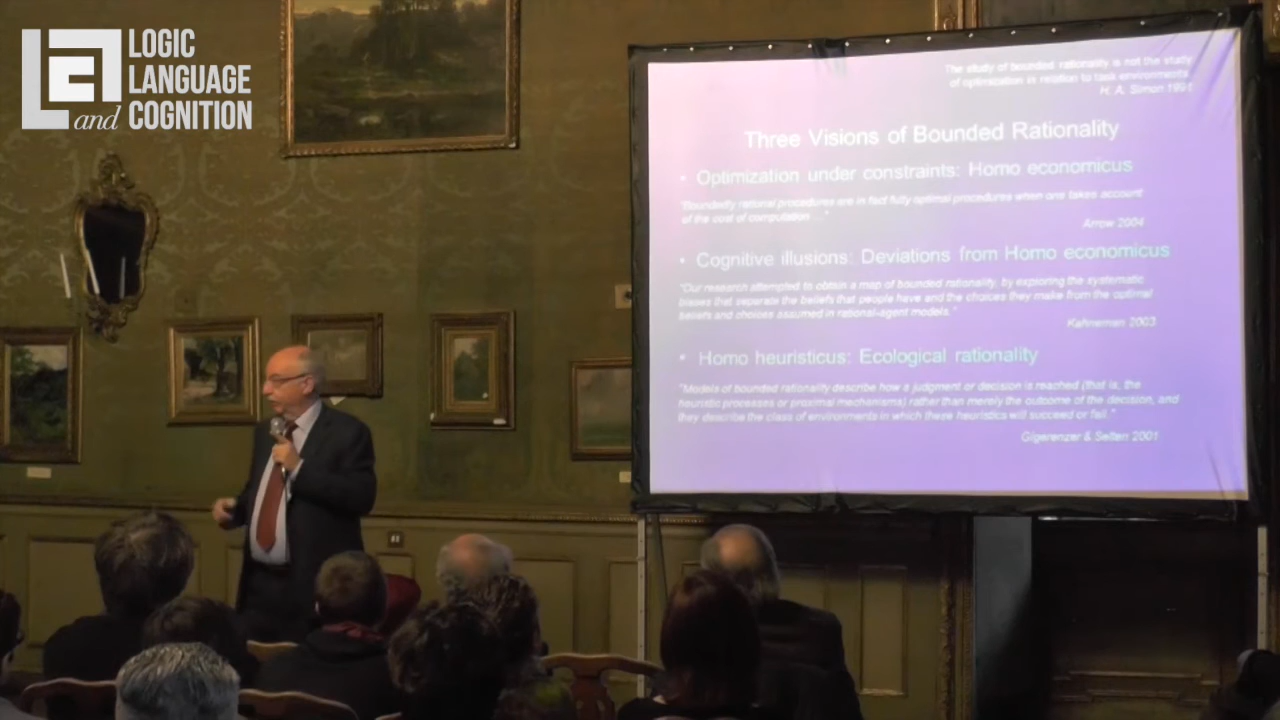 LOGIC
LANGUAGE
and COGNITION
The study of bounded rationality is not the study
of optimization in relation to task environments
H. A. Simon 1991
Three Visions of Bounded Rationality
• Optimization under constraints: Homo economicus
"Boundedly rational procedures are in fact fully optimal procedures when one takes account
of the cost of computation ..."
Arrow 2004
• Cognitive illusions: Deviations from Homo economicus
"Our research attempted to obtain a map of bounded rationality, by exploring the systematic
biases that separate the beliefs that people have and the choices they make from the optimal
beliefs and choices assumed in rational-agent models."
Kahneman 2003
• Homo heuristicus: Ecological rationality
"Models of bounded rationality describe how a judgment or decision is reached (that is, the
heuristic processes or proximal mechanisms) rather than merely the outcome of the decision, and
they describe the class of environments in which these heuristics will succeed or fail."
Gigerenzer & Selten 2001